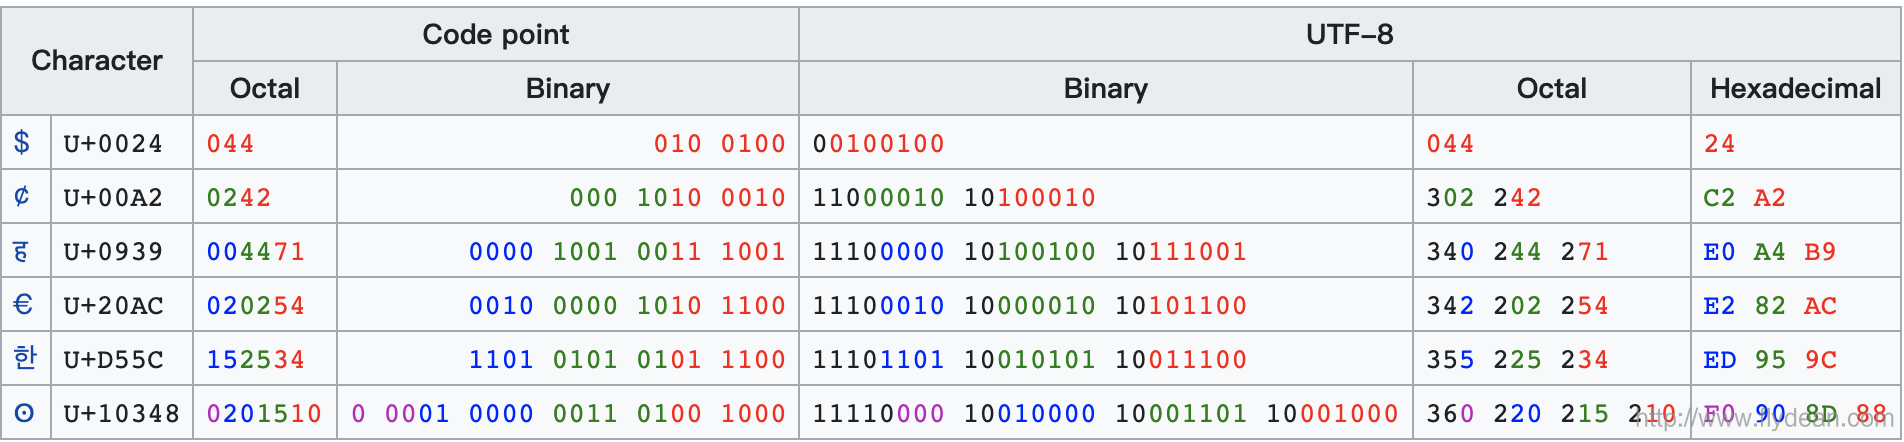 Character Code point UTF–8
Octal Binary Binary Octal Hexadecimal
$ U+0024 044 010 0100 00100100 044 24
¢ U+00A2 0242 000 1010 0010 11000010 10100010 302 242 C2 A2
ह U+0939 004471 0000 1001 0011 1001 11100000 10100100 10111001 340 244 271 E0 A4 B9
€ U+20AC 020254 0010 0000 1010 1100 11100010 10000010 10101100 342 202 254 E2 82 AC
한 U+D55C 152534 1101 0101 0101 1100 11101101 10010101 10011100 355 225 234 ED 95 9C
𐍈 U+10348 0201510 0 0001 0000 0011 0100 1000 11110000 10010000 10001101 10001000 360 220 215 210 F0 90 8D 88
http://www.flydean.com